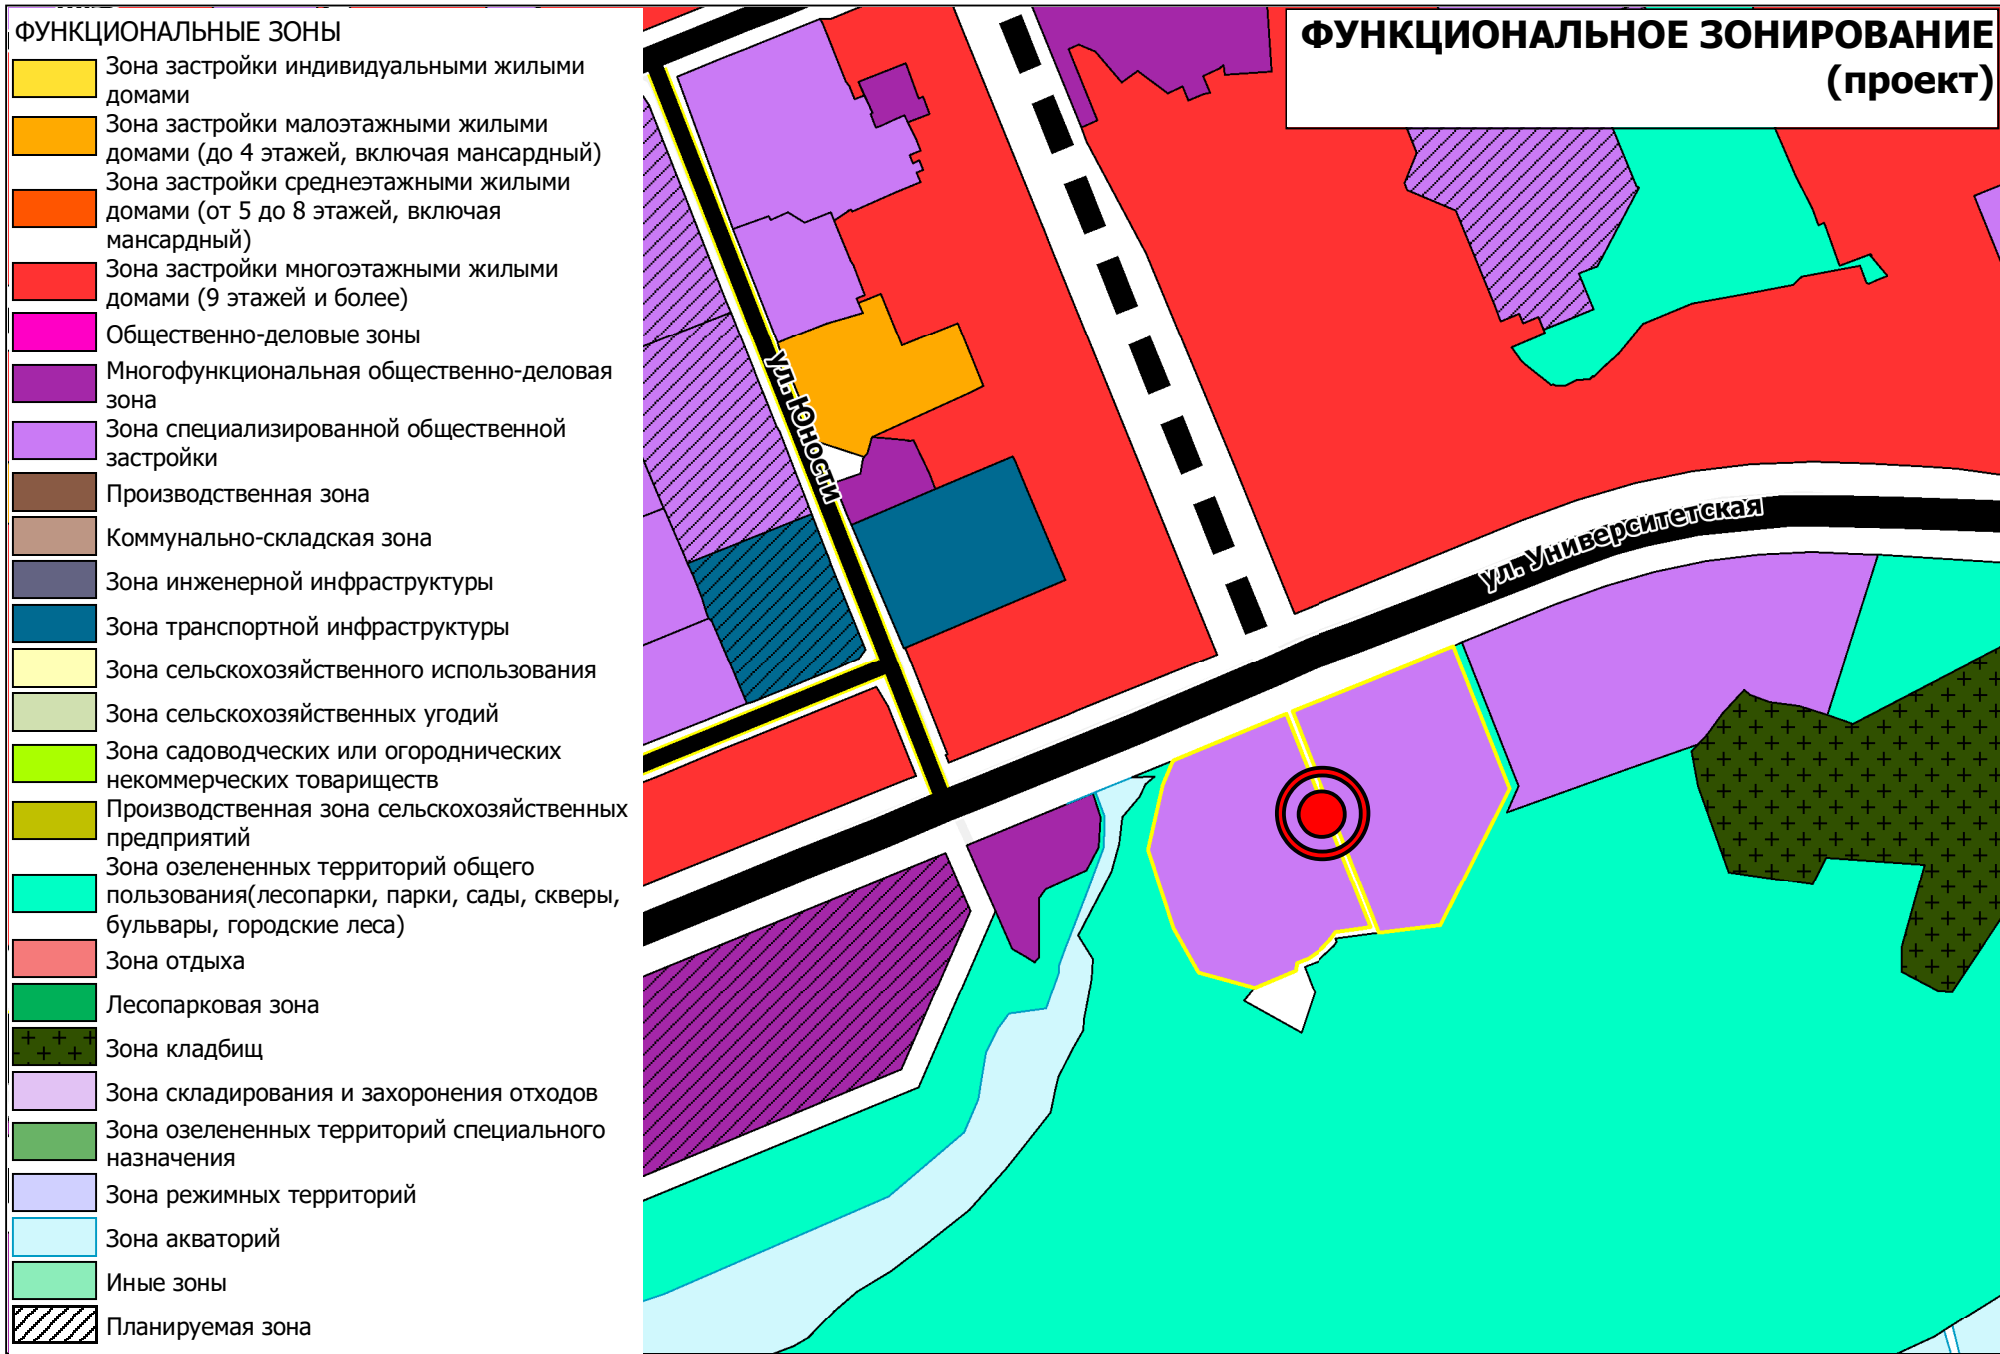 ФУНКЦИОНАЛЬНЫЕ ЗОНЫ
Зона застройки индивидуальными жилыми
домами
Зона застройки малоэтажными жилыми
домами (до 4 этажей, включая мансардный)
Зона застройки среднеэтажными жилыми
домами (от 5 до 8 этажей, включая
мансардный)
Зона застройки многоэтажными жилыми
домами (9 этажей и более)
Общественно-деловые зоны
Многофункциональная общественно-деловая
зона
Зона специализированной общественной
застройки
Производственная зона
Коммунально-складская зона
Зона инженерной инфраструктуры
Зона транспортной инфраструктуры
Зона сельскохозяйственного использования
Зона сельскохозяйственных угодий
Зона садоводческих или огороднических
некоммерческих товариществ
Производственная зона сельскохозяйственных
предприятий
Зона озелененных территорий общего
пользования(лесопарки, парки, сады, скверы,
бульвары, городские леса)
Зона отдыха
Лесопарковая зона
Зона кладбищ
Зона складирования и захоронения отходов
Зона озелененных территорий специального
назначения
Зона режимных территорий
Зона акваторий
Иные зоны
Планируемая зона
ФУНКЦИОНАЛЬНОЕ ЗОНИРОВАНИЕ
(проект)
ул. Юности
ул. Университетская